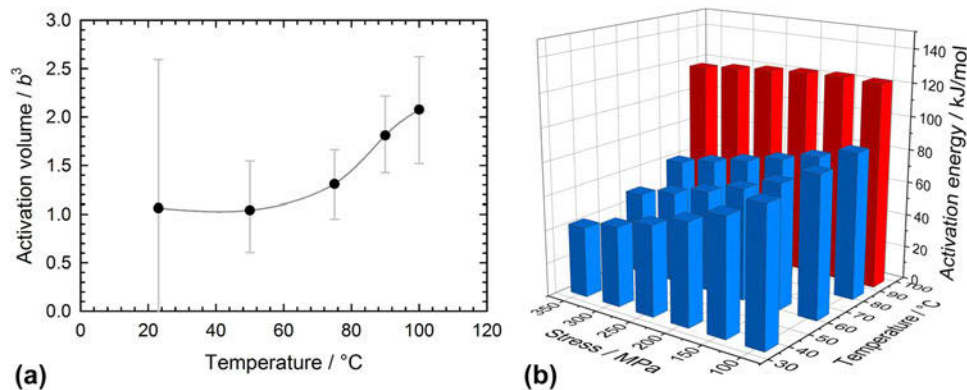 3.0
2.5
2.0
1.5
1.0
0.5
0.0
Activation volume / b³
0 20 40 60 80 100 120
Temperature / °C
(a)
140
120
100
80
60
40
20
0
Activation energy / kJ/mol
350 300 250 200 150 100
Stress / MPa
30 40 50 60 70 80 90 100
Temperature / °C
(b)